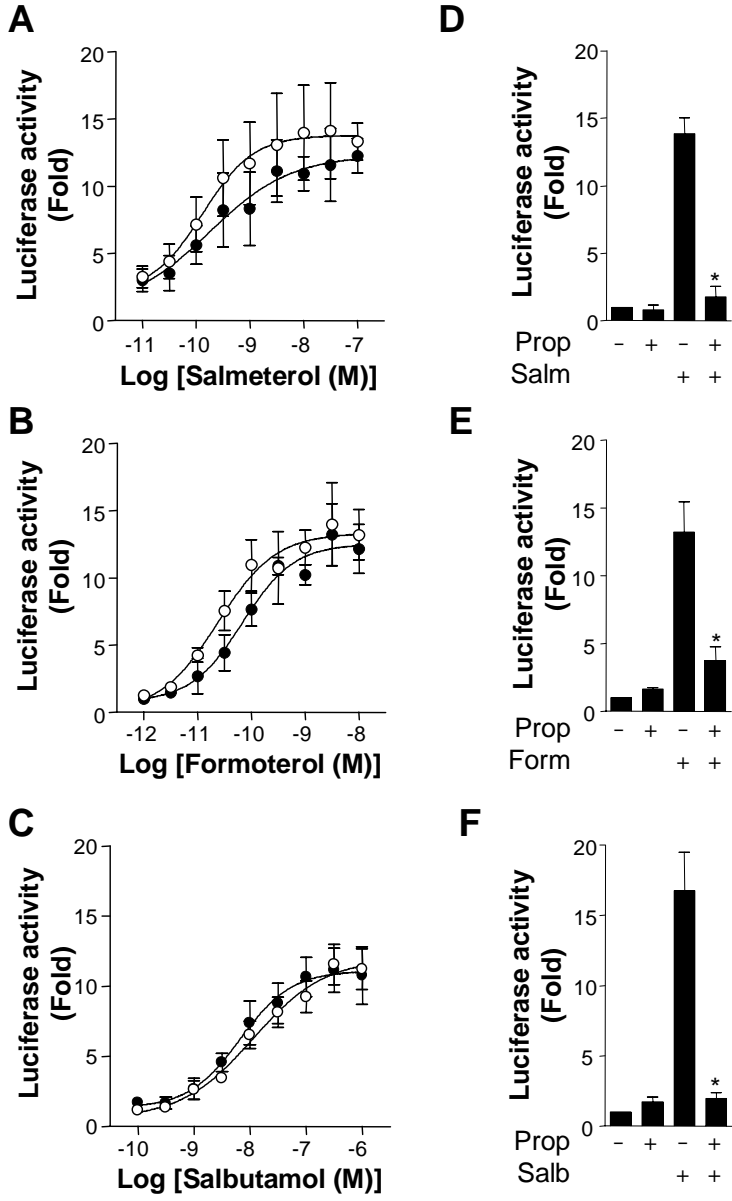 A
Luciferase activity
(Fold)
20
15
10
5
0
-11 -10 -9 -8 -7
Log [Salmeterol (M)]
D
Luciferase activity
(Fold)
20
15
10
5
0
*
Prop - + - +
Salm + +
B
Luciferase activity
(Fold)
20
15
10
5
0
-12 -11 -10 -9 -8
Log [Formoterol (M)]
E
Luciferase activity
(Fold)
20
15
10
5
0
*
Prop - + - +
Form + +
C
Luciferase activity
(Fold)
20
15
10
5
0
-10 -9 -8 -7 -6
Log [Salbutamol (M)]
F
Luciferase activity
(Fold)
20
15
10
5
0
*
Prop - + - +
Salb + +